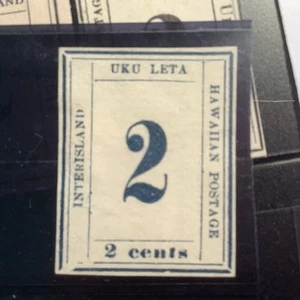 UKU LETA
INTERISLAND
HAWAIIAN POSTAGE
2
2 cents